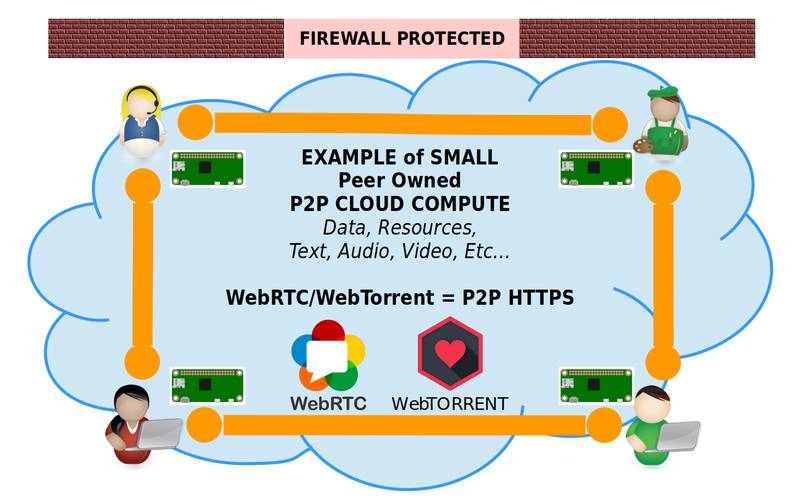 FIREWALL PROTECTED
EXAMPLE of SMALL
Peer Owned
P2P CLOUD COMPUTE
Data, Resources,
Text, Audio, Video, Etc...
WebRTC/WebTorrent = P2P HTTPS
WebRTC
WebTORRENT